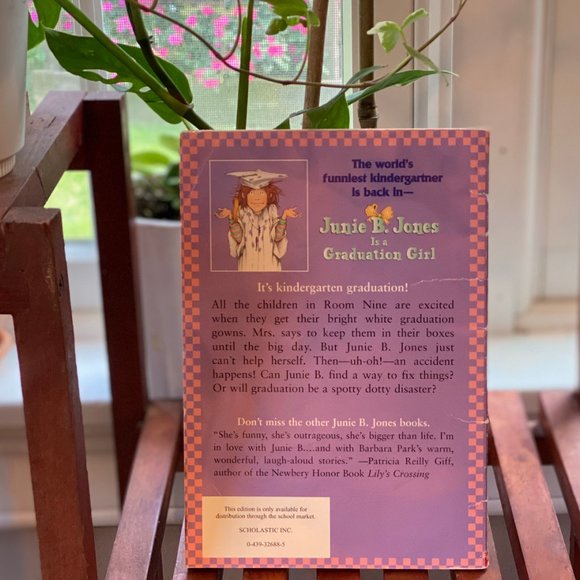 The world's
funniest kindergartner
is back in—
Junie B. Jones
Is a
Graduation Girl
It's kindergarten graduation!
All the children in Room Nine are excited
when they get their bright white graduation
gowns. Mrs. says to keep them in their boxes
until the big day. But Junie B. Jones just
can't help herself. Then—uh-oh!—an accident
happens! Can Junie B. find a way to fix things?
Or will graduation be a spotty dotty disaster?
Don't miss the other Junie B. Jones books.
"She's funny, she's outrageous, she's bigger than life. I'm
in love with Junie B....and with Barbara Park's warm,
wonderful, laugh-aloud stories." —Patricia Reilly Giff,
author of the Newbery Honor Book Lily's Crossing
This edition is only available for
distribution through the school market.
SCHOLASTIC INC.
0-439-32688-5